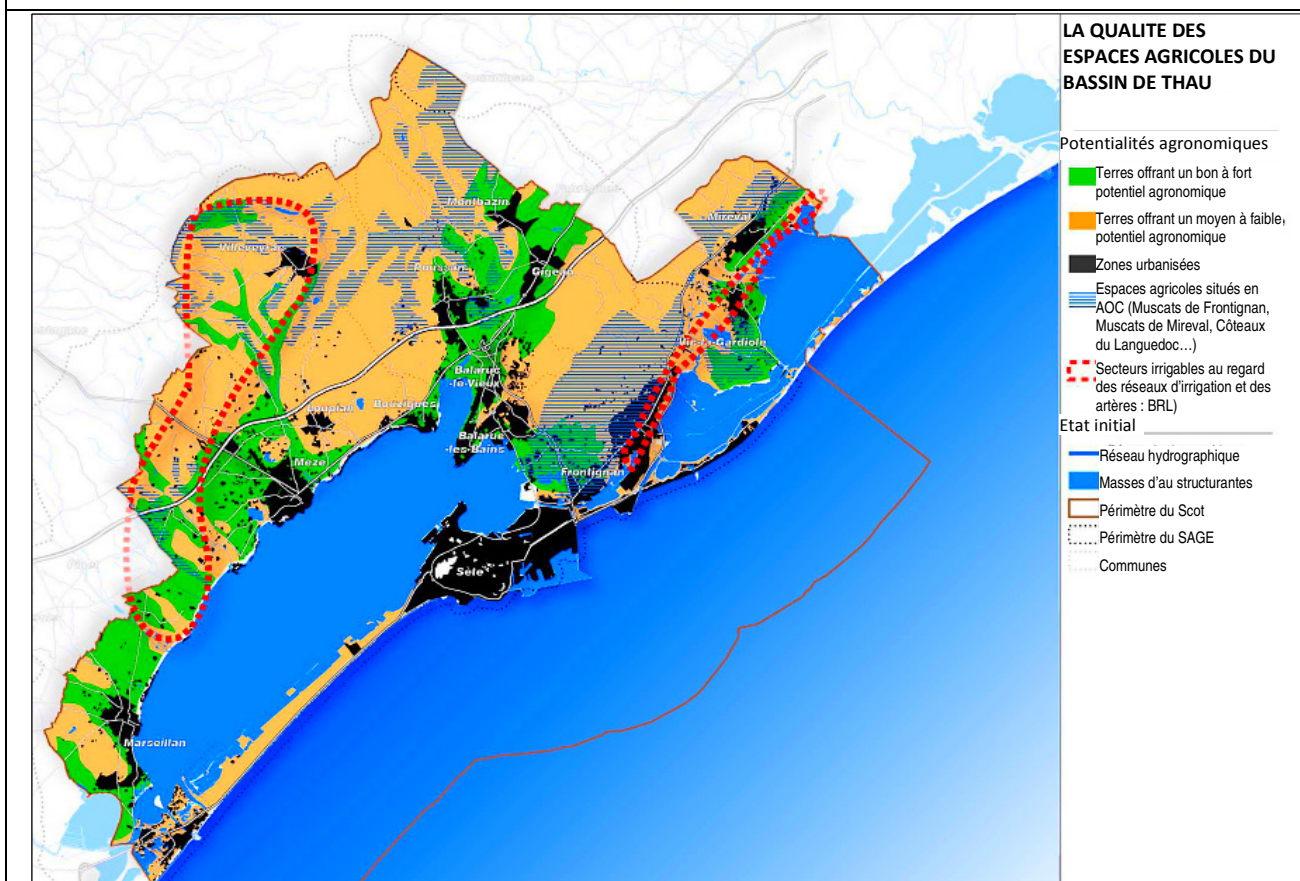 LA QUALITE DES
ESPACES AGRICOLES DU
BASSIN DE THAU
Potentialités agronomiques
Terres offrant un bon à fort
potentiel agronomique
Terres offrant un moyen à faible,
potentiel agronomique
Zones urbanisées
Espaces agricoles situés en
AOC (Muscats de Frontignan,
Muscats de Mireval, Côteaux
du Languedoc…)
Secteurs irrigables au regard
des réseaux d'irrigation et des
artères : BRL)
Etat initial
Réseau hydrographique
Masses d'au structurantes
Périmètre du Scot
Périmètre du SAGE
Communes
Montbazin
Mireval
Villeveyrac
Poussan
Gigean
Vic-la-Gardiole
Balaruc
-le-Vieux
Loupian
Bouzigues
Balaruc
-les-Bains
Mèze
Frontignan
Sète
Marseillan